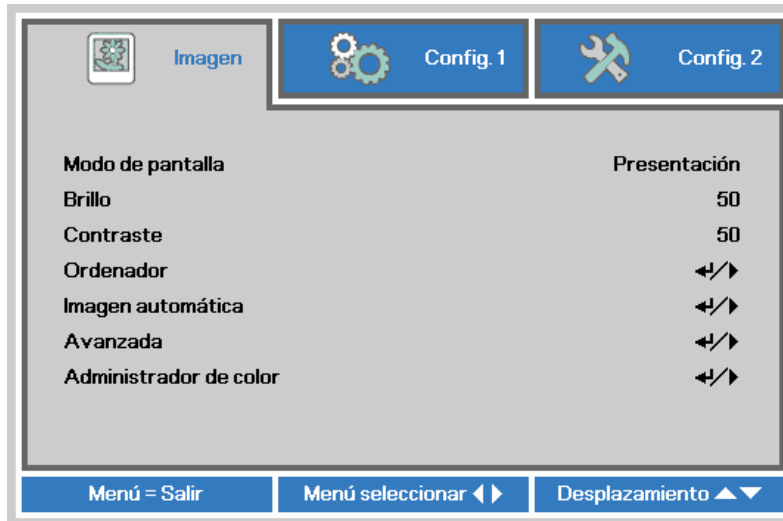 Imagen Config. 1 Config. 2
Modo de pantalla Presentación
Brillo 50
Contraste 50
Ordenador ↵/▶
Imagen automática ↵/▶
Avanzada ↵/▶
Administrador de color ↵/▶
Menú = Salir Menú seleccionar ◀▶ Desplazamiento ▲▼